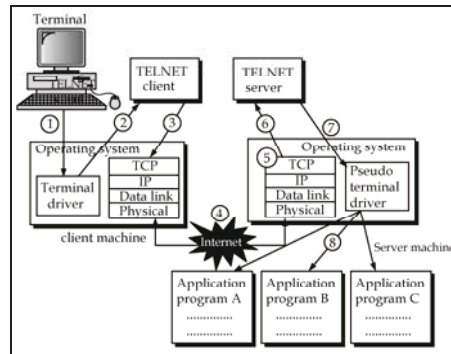 Terminal
TELNET
TELNET
client
TELNET
server
1
2
3
6
7
Operating system
Operating system
Terminal
driver
TCP
IP
Data link
Physical
5
TCP
IP
Data link
Physical
Pseudo
terminal
driver
client machine
4
Internet
8
Server machine
Application
program A
..............
..............
Application
program B
..............
..............
Application
program C
..............
..............